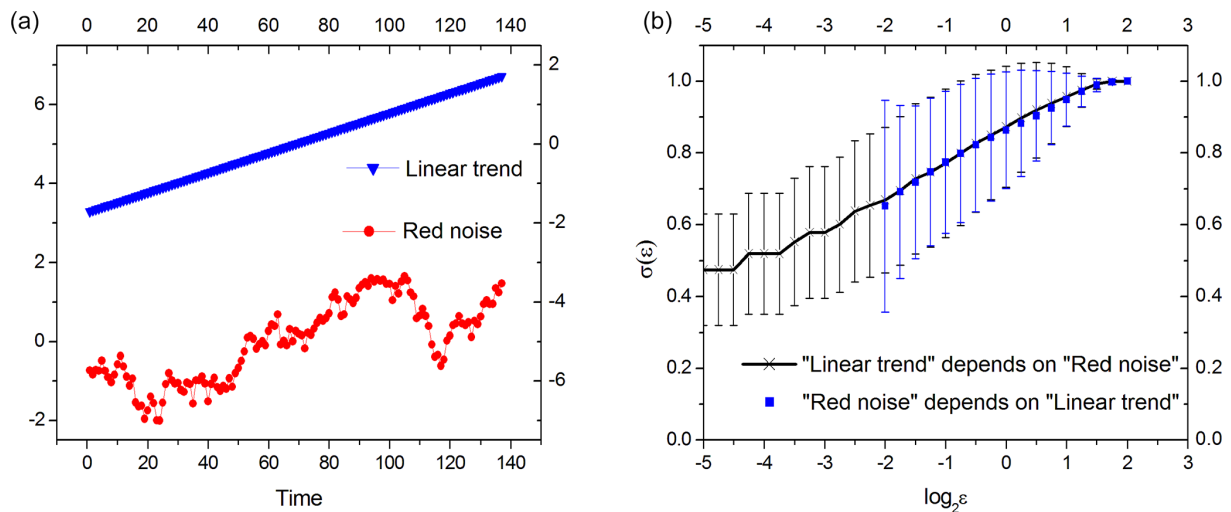 (a)
0 20 40 60 80 100 120 140
6
4
2
0
-2
2
0
-2
-4
-6
Linear trend
Red noise
0 20 40 60 80 100 120 140
Time
(b)
-5 -4 -3 -2 -1 0 1 2 3
σ(ε)
1.0
0.8
0.6
0.4
0.2
0.0
1.0
0.8
0.6
0.4
0.2
0.0
"Linear trend" depends on "Red noise".
"Red noise" depends on "Linear trend"
-5 -4 -3 -2 -1 0 1 2 3
log₂ε